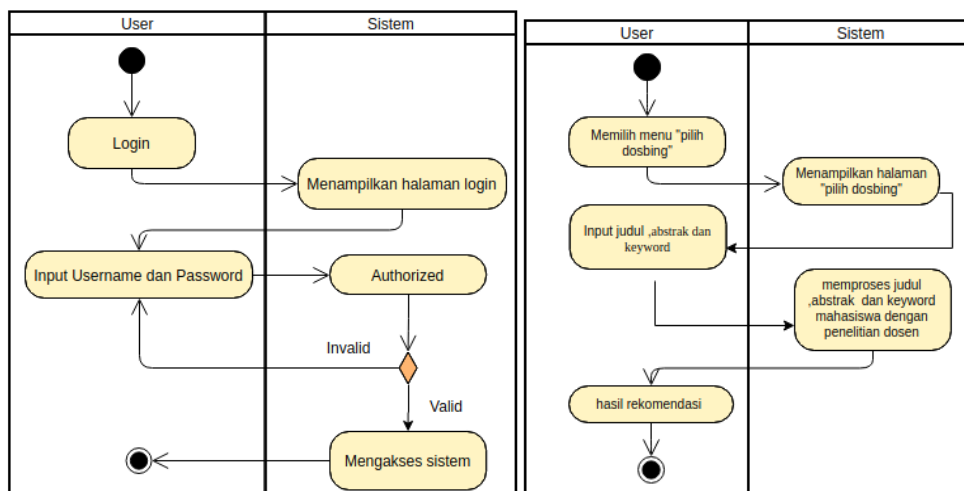 User
Sistem
Login
Menampilkan halaman login
Input Username dan Password
Authorized
Invalid
Valid
Mengakses sistem
User
Sistem
Memilih menu "pilih
dosbing"
Menampilkan halaman
"pilih dosbing"
Input judul ,abstrak dan
keyword
memproses judul
,abstrak dan keyword
mahasiswa dengan
penelitian dosen
hasil rekomendasi